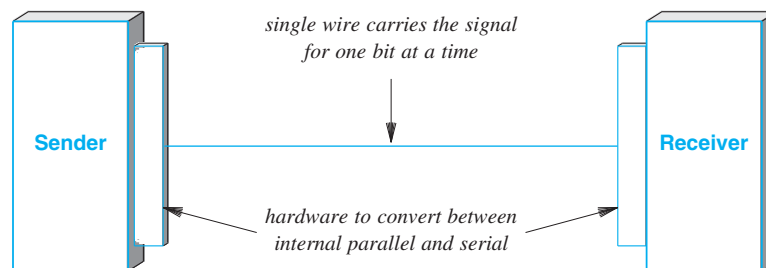 single wire carries the signal
for one bit at a time
Sender
Receiver
hardware to convert between
internal parallel and serial